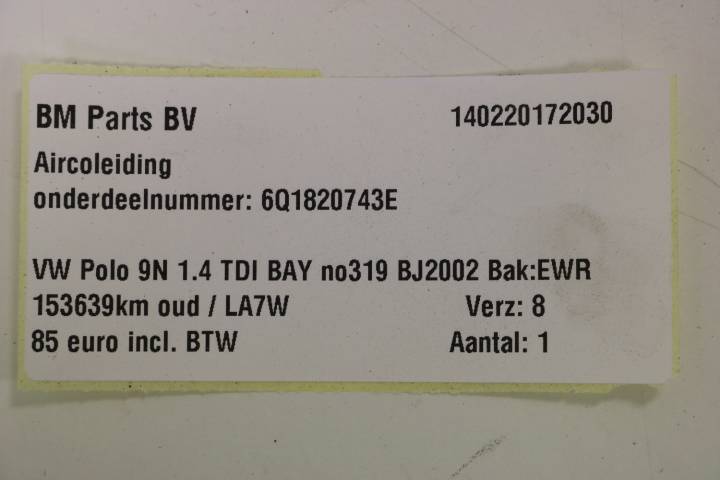 BM Parts BV 140220172030
Aircoleiding
onderdeelnummer: 6Q1820743E
VW Polo 9N 1.4 TDI BAY no319 BJ2002 Bak:EWR
153639km oud / LA7W Verz: 8
85 euro incl. BTW Aantal: 1